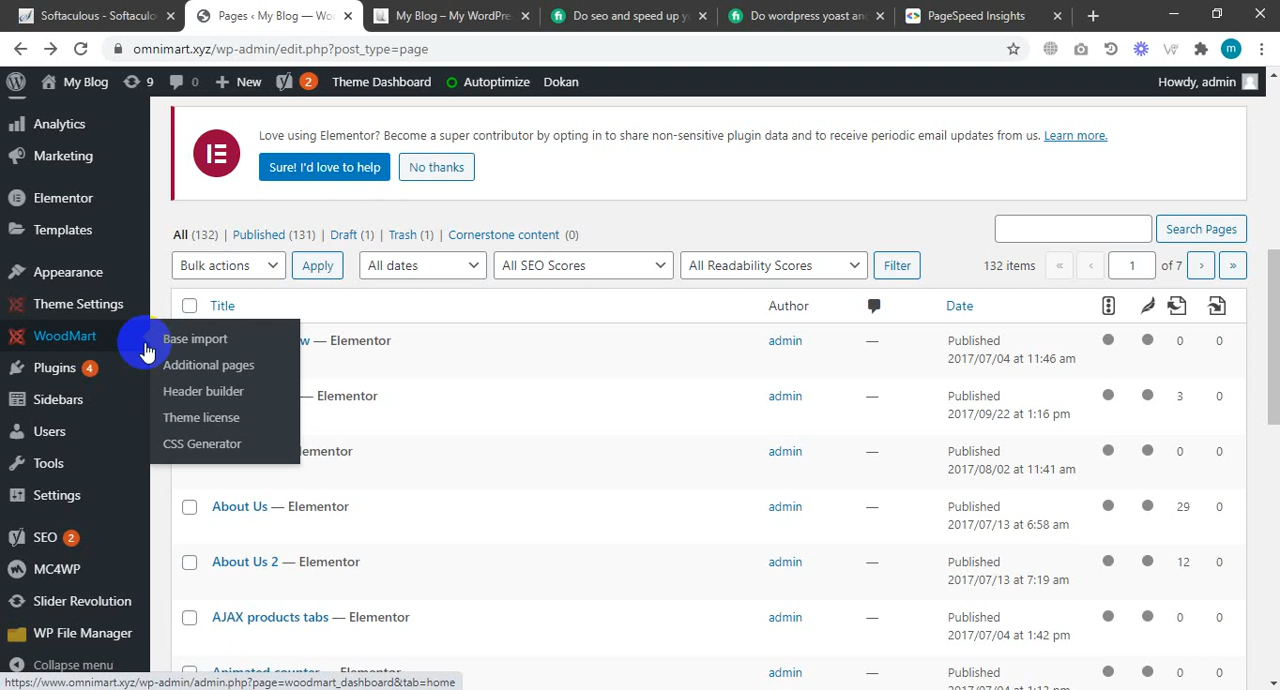 Softaculous - Softaculo
Pages ‹ My Blog — Wo
My Blog – My WordPre
Do seo and speed up y
Do wordpress yoast an
PageSpeed Insights
omnimart.xyz/wp-admin/edit.php?post_type=page
m
My Blog
9
0
New
2
Theme Dashboard
Autoptimize
Dokan
Howdy, admin
Analytics
Marketing
Elementor
Templates
Appearance
Theme Settings
WoodMart
Plugins 4
Sidebars
Users
Tools
Settings
SEO 2
MC4WP
Slider Revolution
WP File Manager
Collapse menu
Base import
Additional pages
Header builder
Theme license
CSS Generator
Love using Elementor? Become a super contributor by opting in to share non-sensitive plugin data and to receive periodic email updates from us. Learn more.
Sure! I'd love to help
No thanks
All (132) | Published (131) | Draft (1) | Trash (1) | Cornerstone content (0)
Search Pages
Bulk actions
Apply
All dates
All SEO Scores
All Readability Scores
Filter
132 items
«
‹
1
of 7
›
»
Title
Author
Date
w — Elementor
admin
—
Published
2017/07/04 at 11:46 am
0
0
— Elementor
admin
—
Published
2017/09/22 at 1:16 pm
3
0
ementor
admin
—
Published
2017/08/02 at 11:41 am
0
0
About Us — Elementor
admin
—
Published
2017/07/13 at 6:58 am
29
0
About Us 2 — Elementor
admin
—
Published
2017/07/13 at 7:19 am
12
0
AJAX products tabs — Elementor
admin
—
Published
2017/07/04 at 1:42 pm
0
0
Animated counter — Elementor
admin
—
Published
2017/07/04 at 1:12 pm
0
0
https://www.omnimart.xyz/wp-admin/admin.php?page=woodmart_dashboard&tab=home